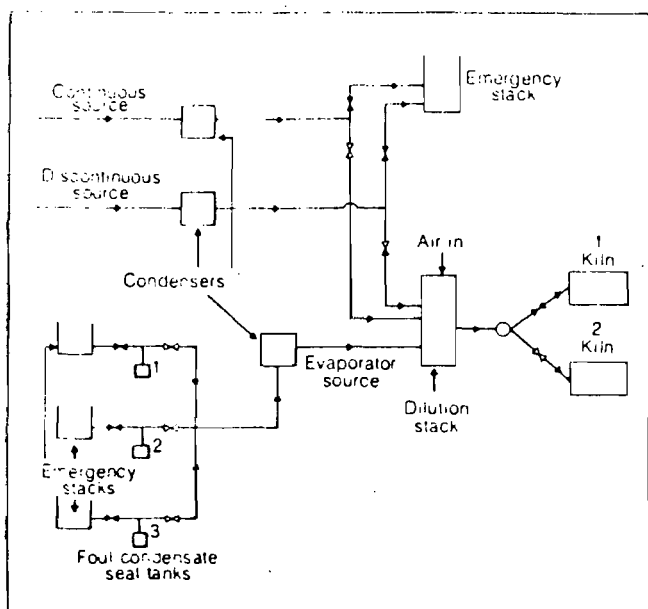 Continuous
source
Emergency
stack
Discontinuous
source
Air in
1
Kiln
Condensers
2
Kiln
1
Evaporator
source
Dilution
stack
2
Emergency
stacks
3
Foul condensate
seal tanks